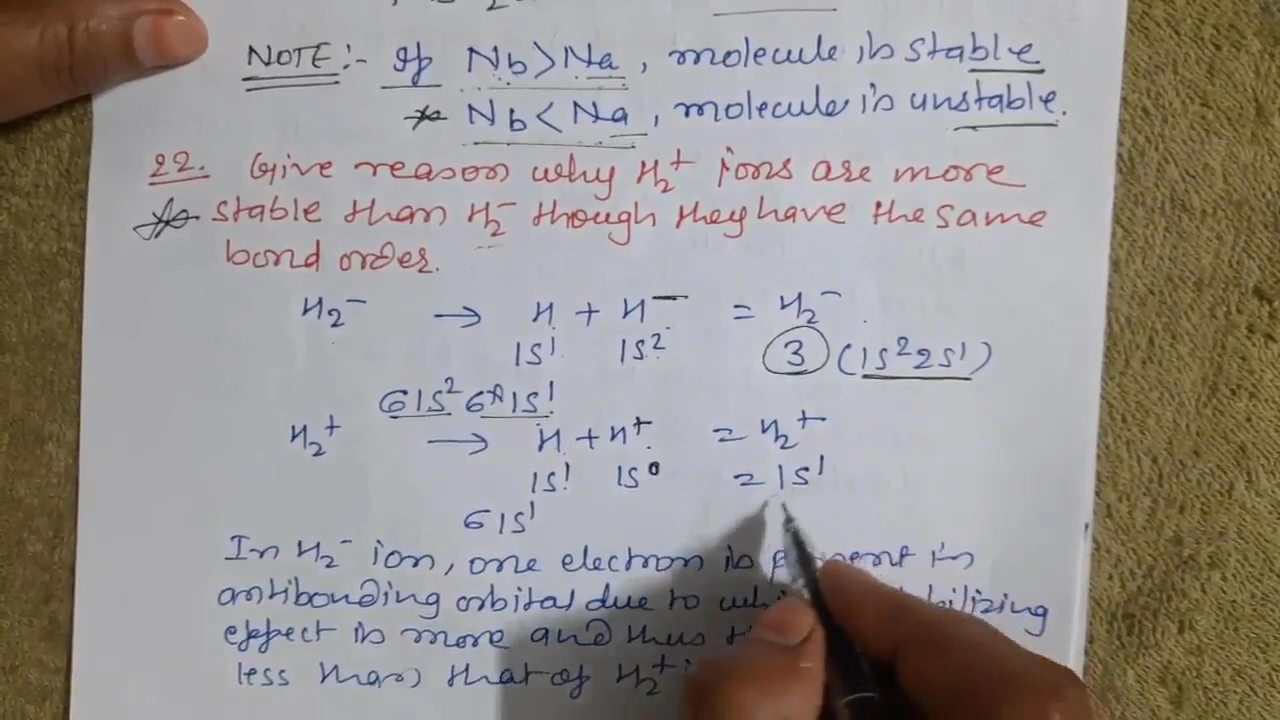 NOTE:- If Nb>Na, molecule is stable
* Nb<Na, molecule is unstable.
22. Give reason why H₂⁺ ions are more
* stable than H₂⁻ though they have the same
bond order.
H₂⁻ → H + H⁻ = H₂⁻
1S¹ 1S² 3 (1S²2S¹)
σ1S² σ*1S¹
H₂⁺ → H + H⁺ = H₂⁺
1S¹ 1S⁰ = 1S¹
σ1S¹
In H₂⁻ ion, one electron is in
antibonding orbital due to
effect is more and thus
less than that of H₂⁺